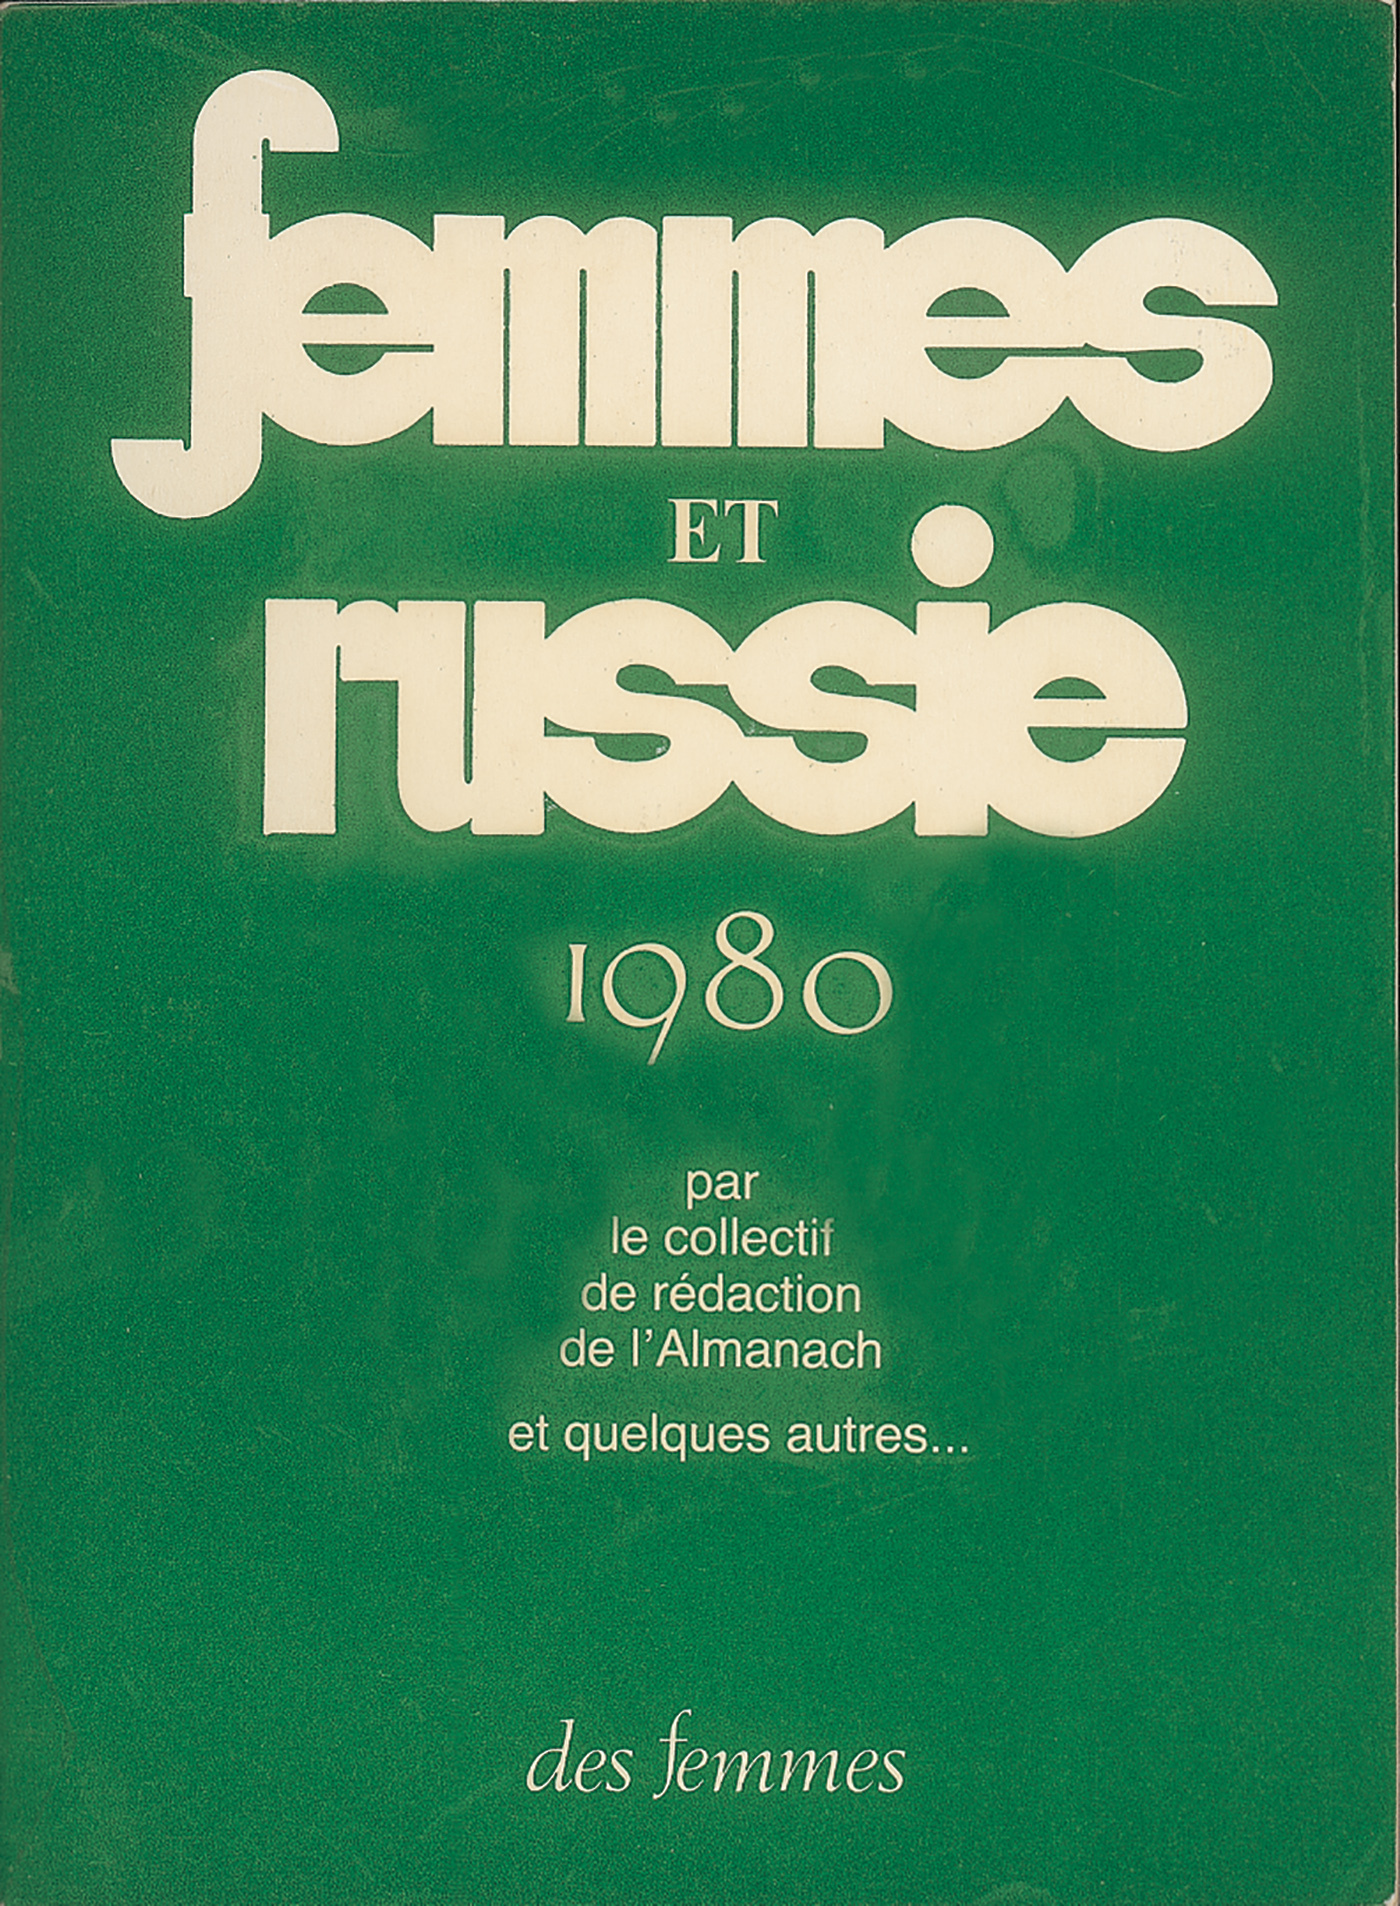 femmes
ET
russie
1980
par
le collectif
de rédaction
de l'Almanach
et quelques autres...
des femmes